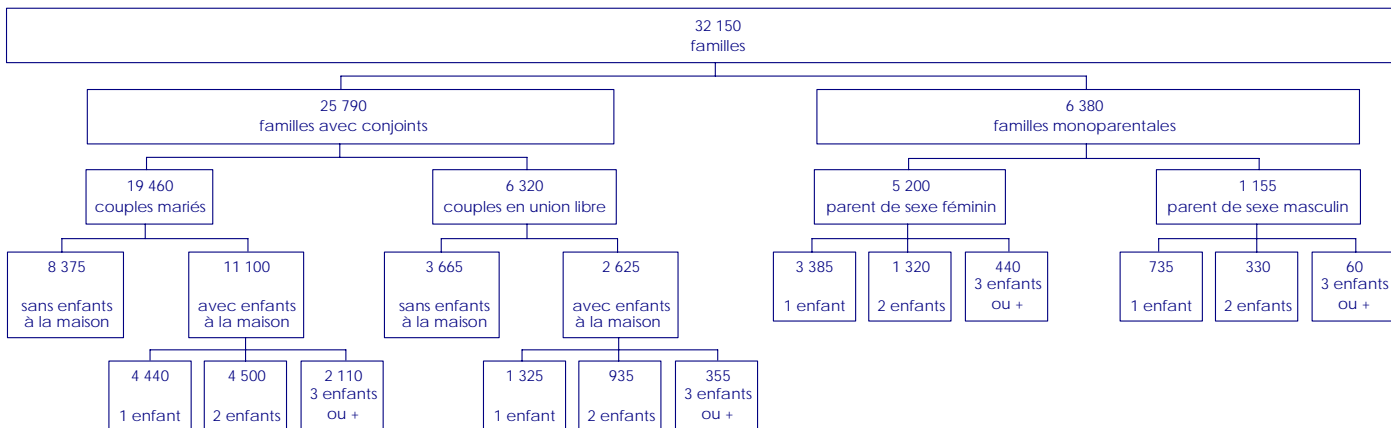 32 150
familles
25 790
familles avec conjoints
6 380
familles monoparentales
19 460
couples mariés
6 320
couples en union libre
5 200
parent de sexe féminin
1 155
parent de sexe masculin
8 375
sans enfants
à la maison
11 100
avec enfants
à la maison
3 665
sans enfants
à la maison
2 625
avec enfants
à la maison
3 385
1 enfant
1 320
2 enfants
440
3 enfants
ou +
735
1 enfant
330
2 enfants
60
3 enfants
ou +
4 440
1 enfant
4 500
2 enfants
2 110
3 enfants
ou +
1 325
1 enfant
935
2 enfants
355
3 enfants
ou +